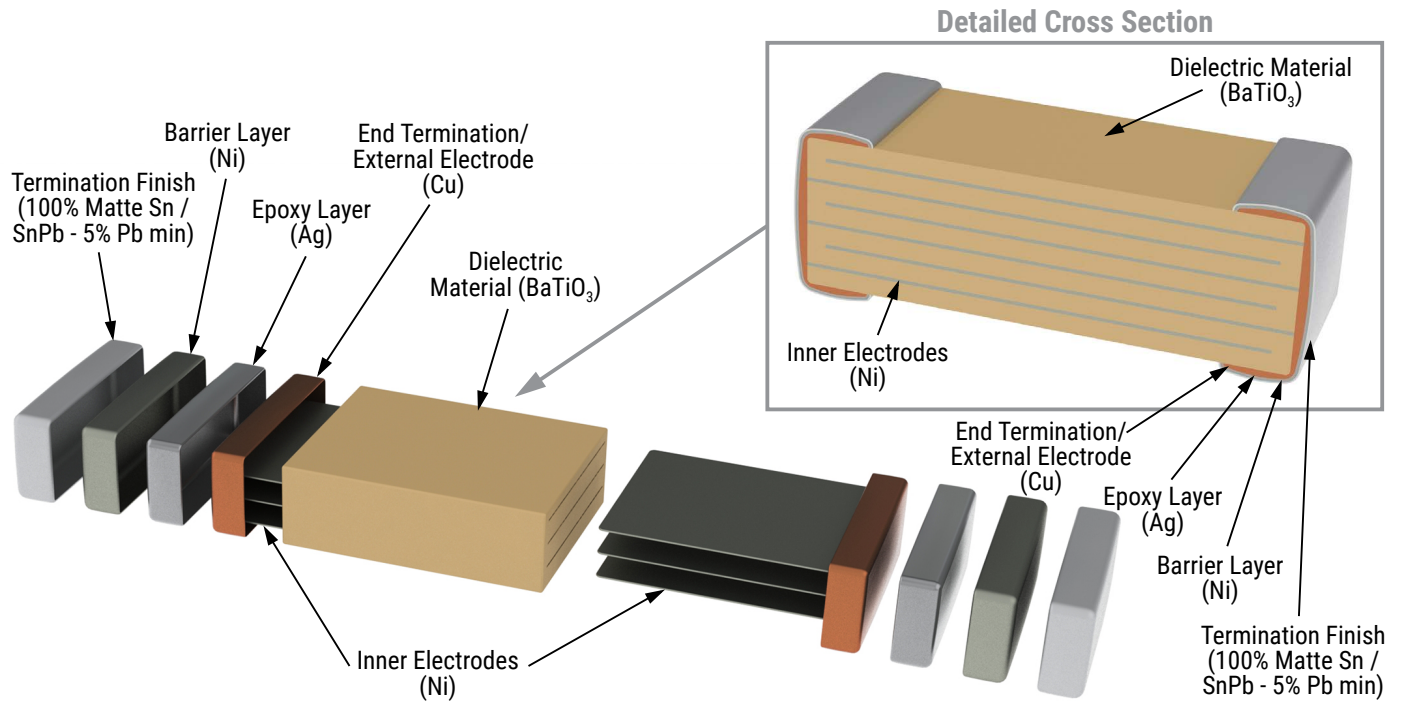 Detailed Cross Section
Dielectric Material
(BaTiO₃)
Inner Electrodes
(Ni)
Barrier Layer
(Ni)
End Termination/
External Electrode
(Cu)
Termination Finish
(100% Matte Sn /
SnPb - 5% Pb min)
Epoxy Layer
(Ag)
Dielectric
Material (BaTiO₃)
End Termination/
External Electrode
(Cu)
Epoxy Layer
(Ag)
Barrier Layer
(Ni)
Termination Finish
(100% Matte Sn /
SnPb - 5% Pb min)
Inner Electrodes
(Ni)